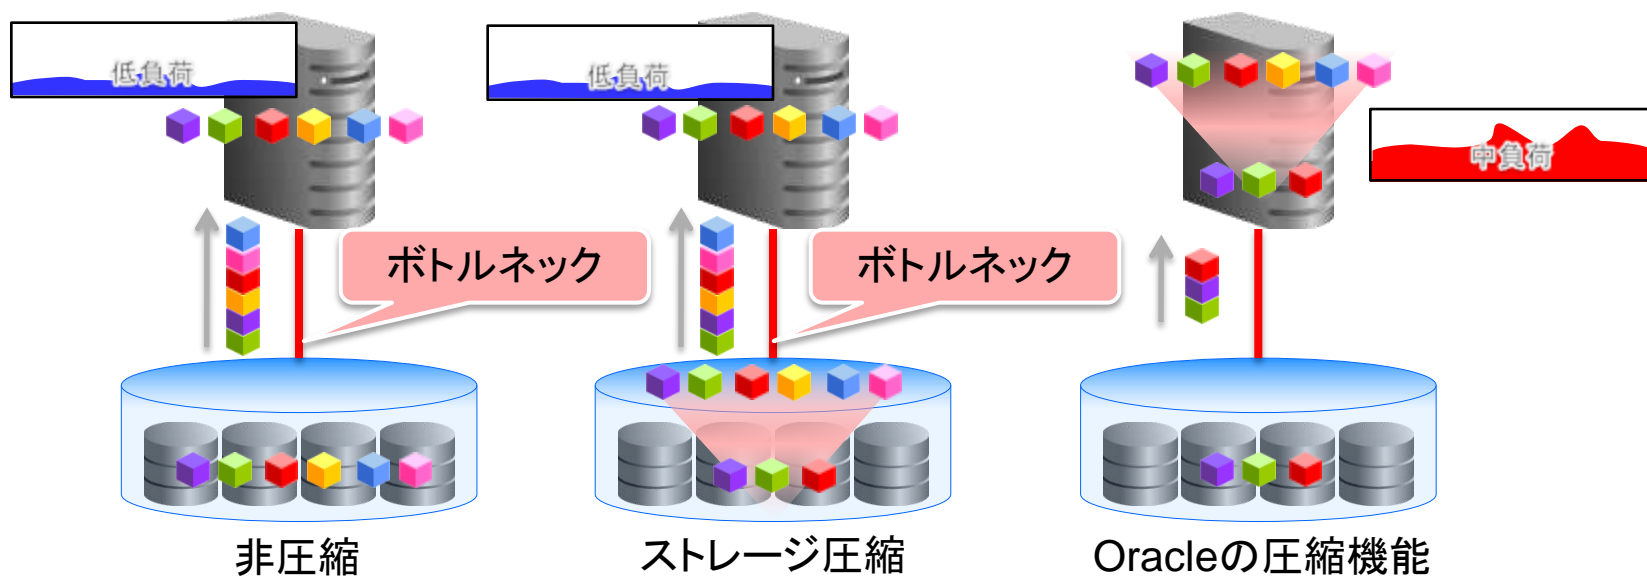 低負荷
低負荷
中負荷
ボトルネック
ボトルネック
非圧縮
ストレージ圧縮
Oracleの圧縮機能